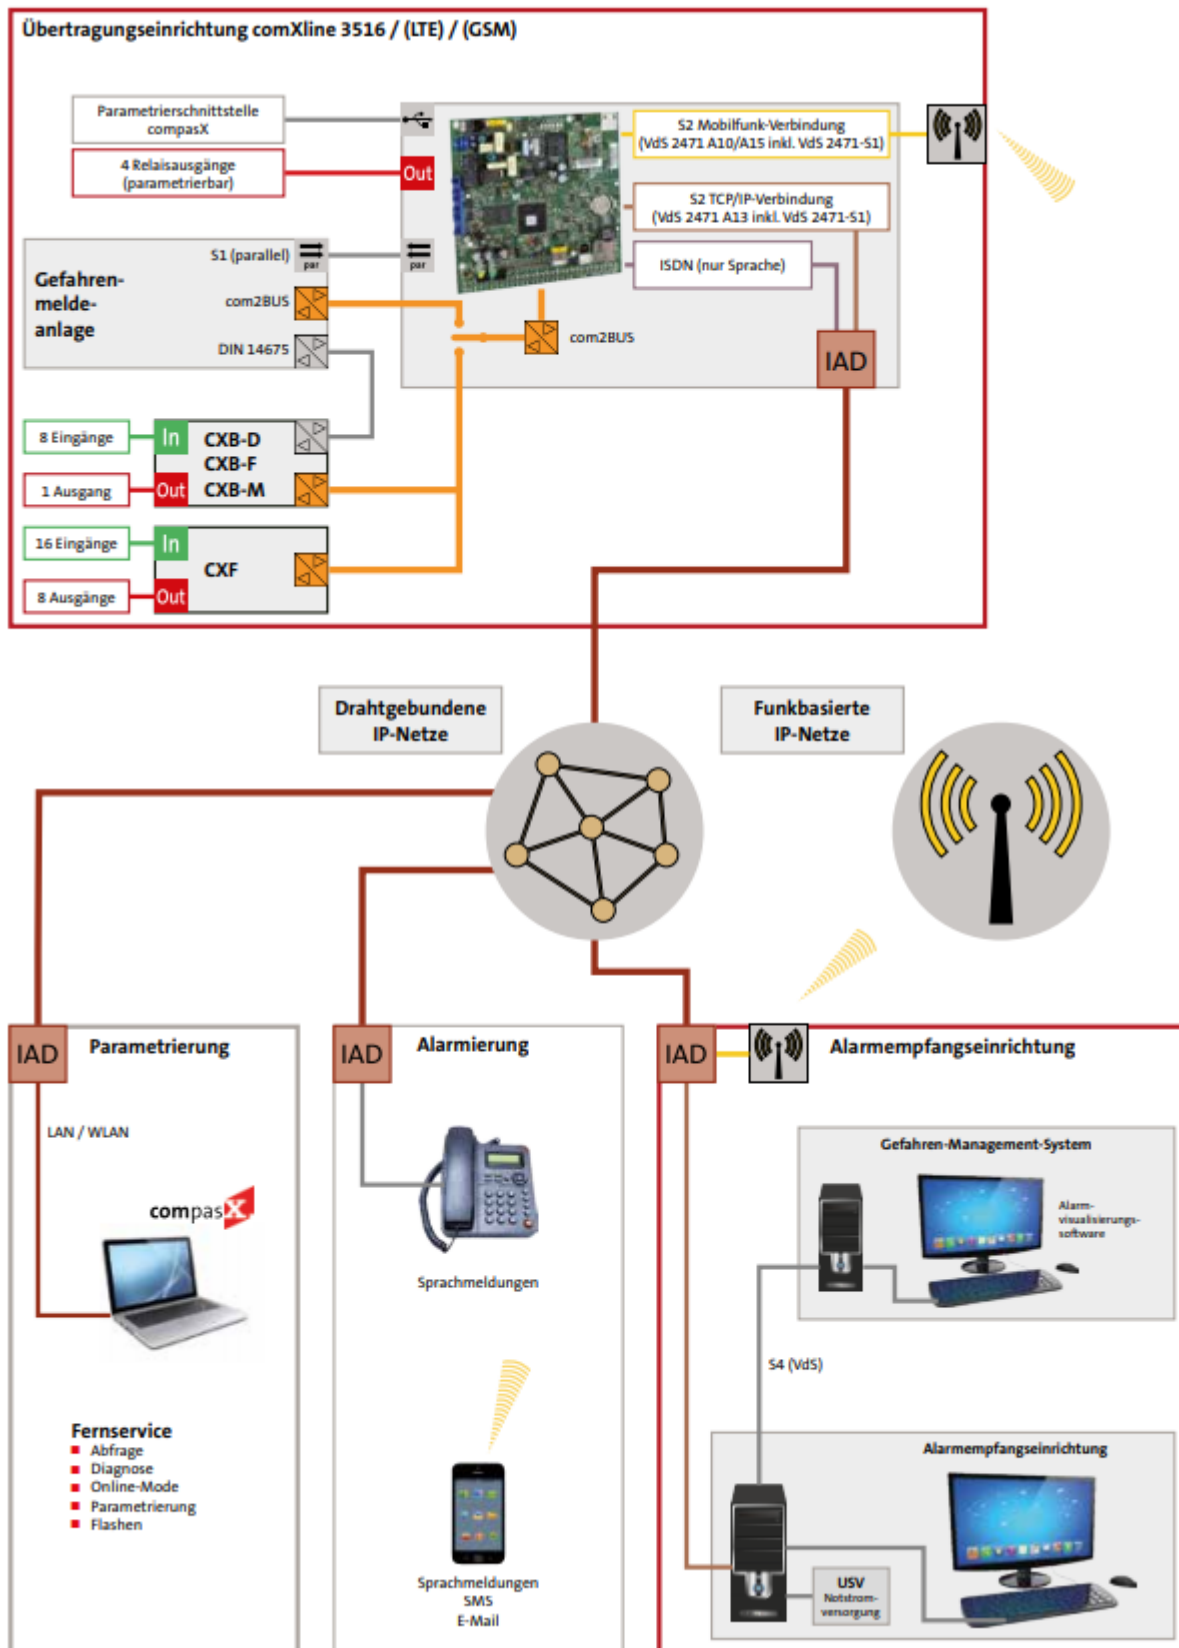 Übertragungseinrichtung comXline 3516 / (LTE) / (GSM)
Parametrierschnittstelle
compasX
4 Relaisausgänge
(parametrierbar)
Out
S2 Mobilfunk-Verbindung
(VdS 2471 A10/A15 inkl. VdS 2471-S1)
S2 TCP/IP-Verbindung
(VdS 2471 A13 inkl. VdS 2471-S1)
ISDN (nur Sprache)
Gefahren-
melde-
anlage
S1 (parallel)
par
par
com2BUS
DIN 14675
com2BUS
IAD
8 Eingänge
In
CXB-D
CXB-F
CXB-M
1 Ausgang
Out
16 Eingänge
In
CXF
8 Ausgänge
Out
Drahtgebundene
IP-Netze
Funkbasierte
IP-Netze
IAD
Parametrierung
LAN / WLAN
compasX
Fernservice
Abfrage
Diagnose
Online-Mode
Parametrierung
Flashen
IAD
Alarmierung
Sprachmeldungen
Sprachmeldungen
SMS
E-Mail
IAD
Alarmempfangseinrichtung
Gefahren-Management-System
Alarm-
visualisierungs-
software
S4 (VdS)
Alarmempfangseinrichtung
USV
Notstrom-
versorgung